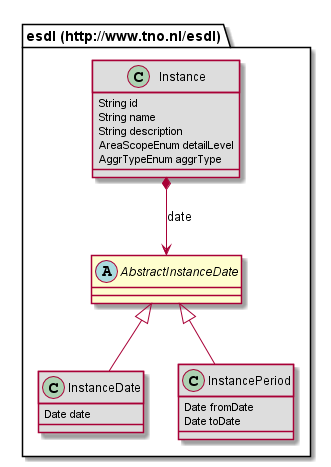 esdl (http://www.tno.nl/esdl)
C Instance
String id
String name
String description
AreaScopeEnum detailLevel
AggrTypeEnum aggrType
date
A AbstractInstanceDate
C InstanceDate
Date date
C InstancePeriod
Date fromDate
Date toDate